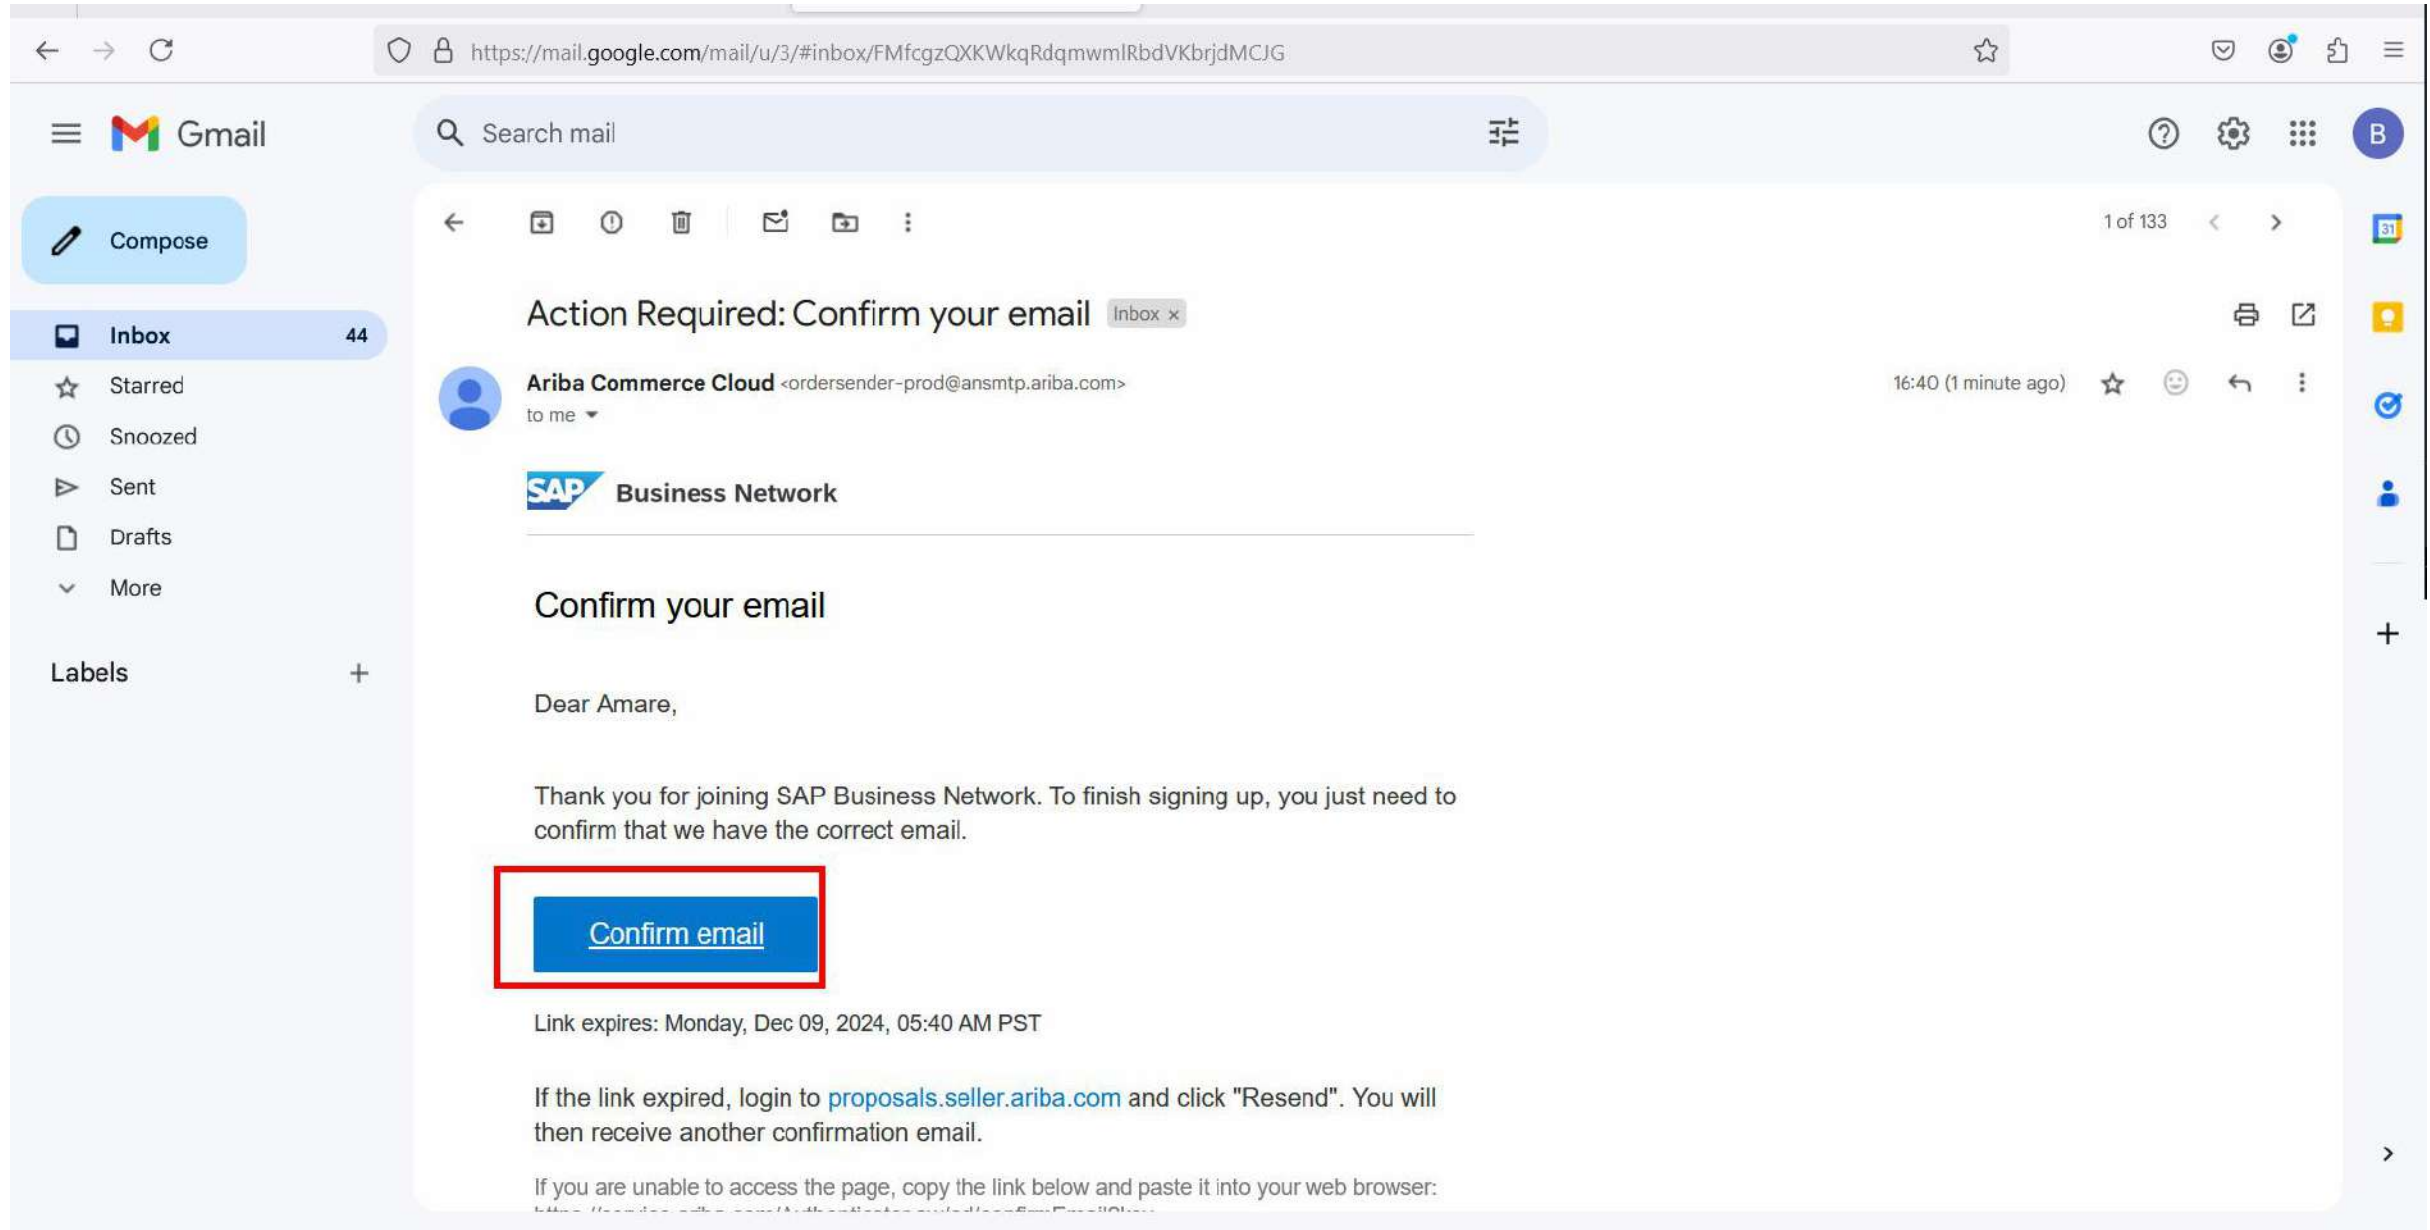 https://mail.google.com/mail/u/3/#inbox/FMfcgzQXKWkqRdqmwmlRbdVKbrjdMCJG
Gmail
Search mail
B
Compose
1 of 133
31
Action Required: Confirm your email Inbox ×
Inbox 44
Starred
Ariba Commerce Cloud <ordersender-prod@ansmtp.ariba.com>
16:40 (1 minute ago)
to me
Snoozed
Sent
SAP Business Network
Drafts
More
Confirm your email
Labels
Dear Amare,
Thank you for joining SAP Business Network. To finish signing up, you just need to
confirm that we have the correct email.
Confirm email
Link expires: Monday, Dec 09, 2024, 05:40 AM PST
If the link expired, login to proposals.seller.ariba.com and click "Resend". You will
then receive another confirmation email.
If you are unable to access the page, copy the link below and paste it into your web browser: